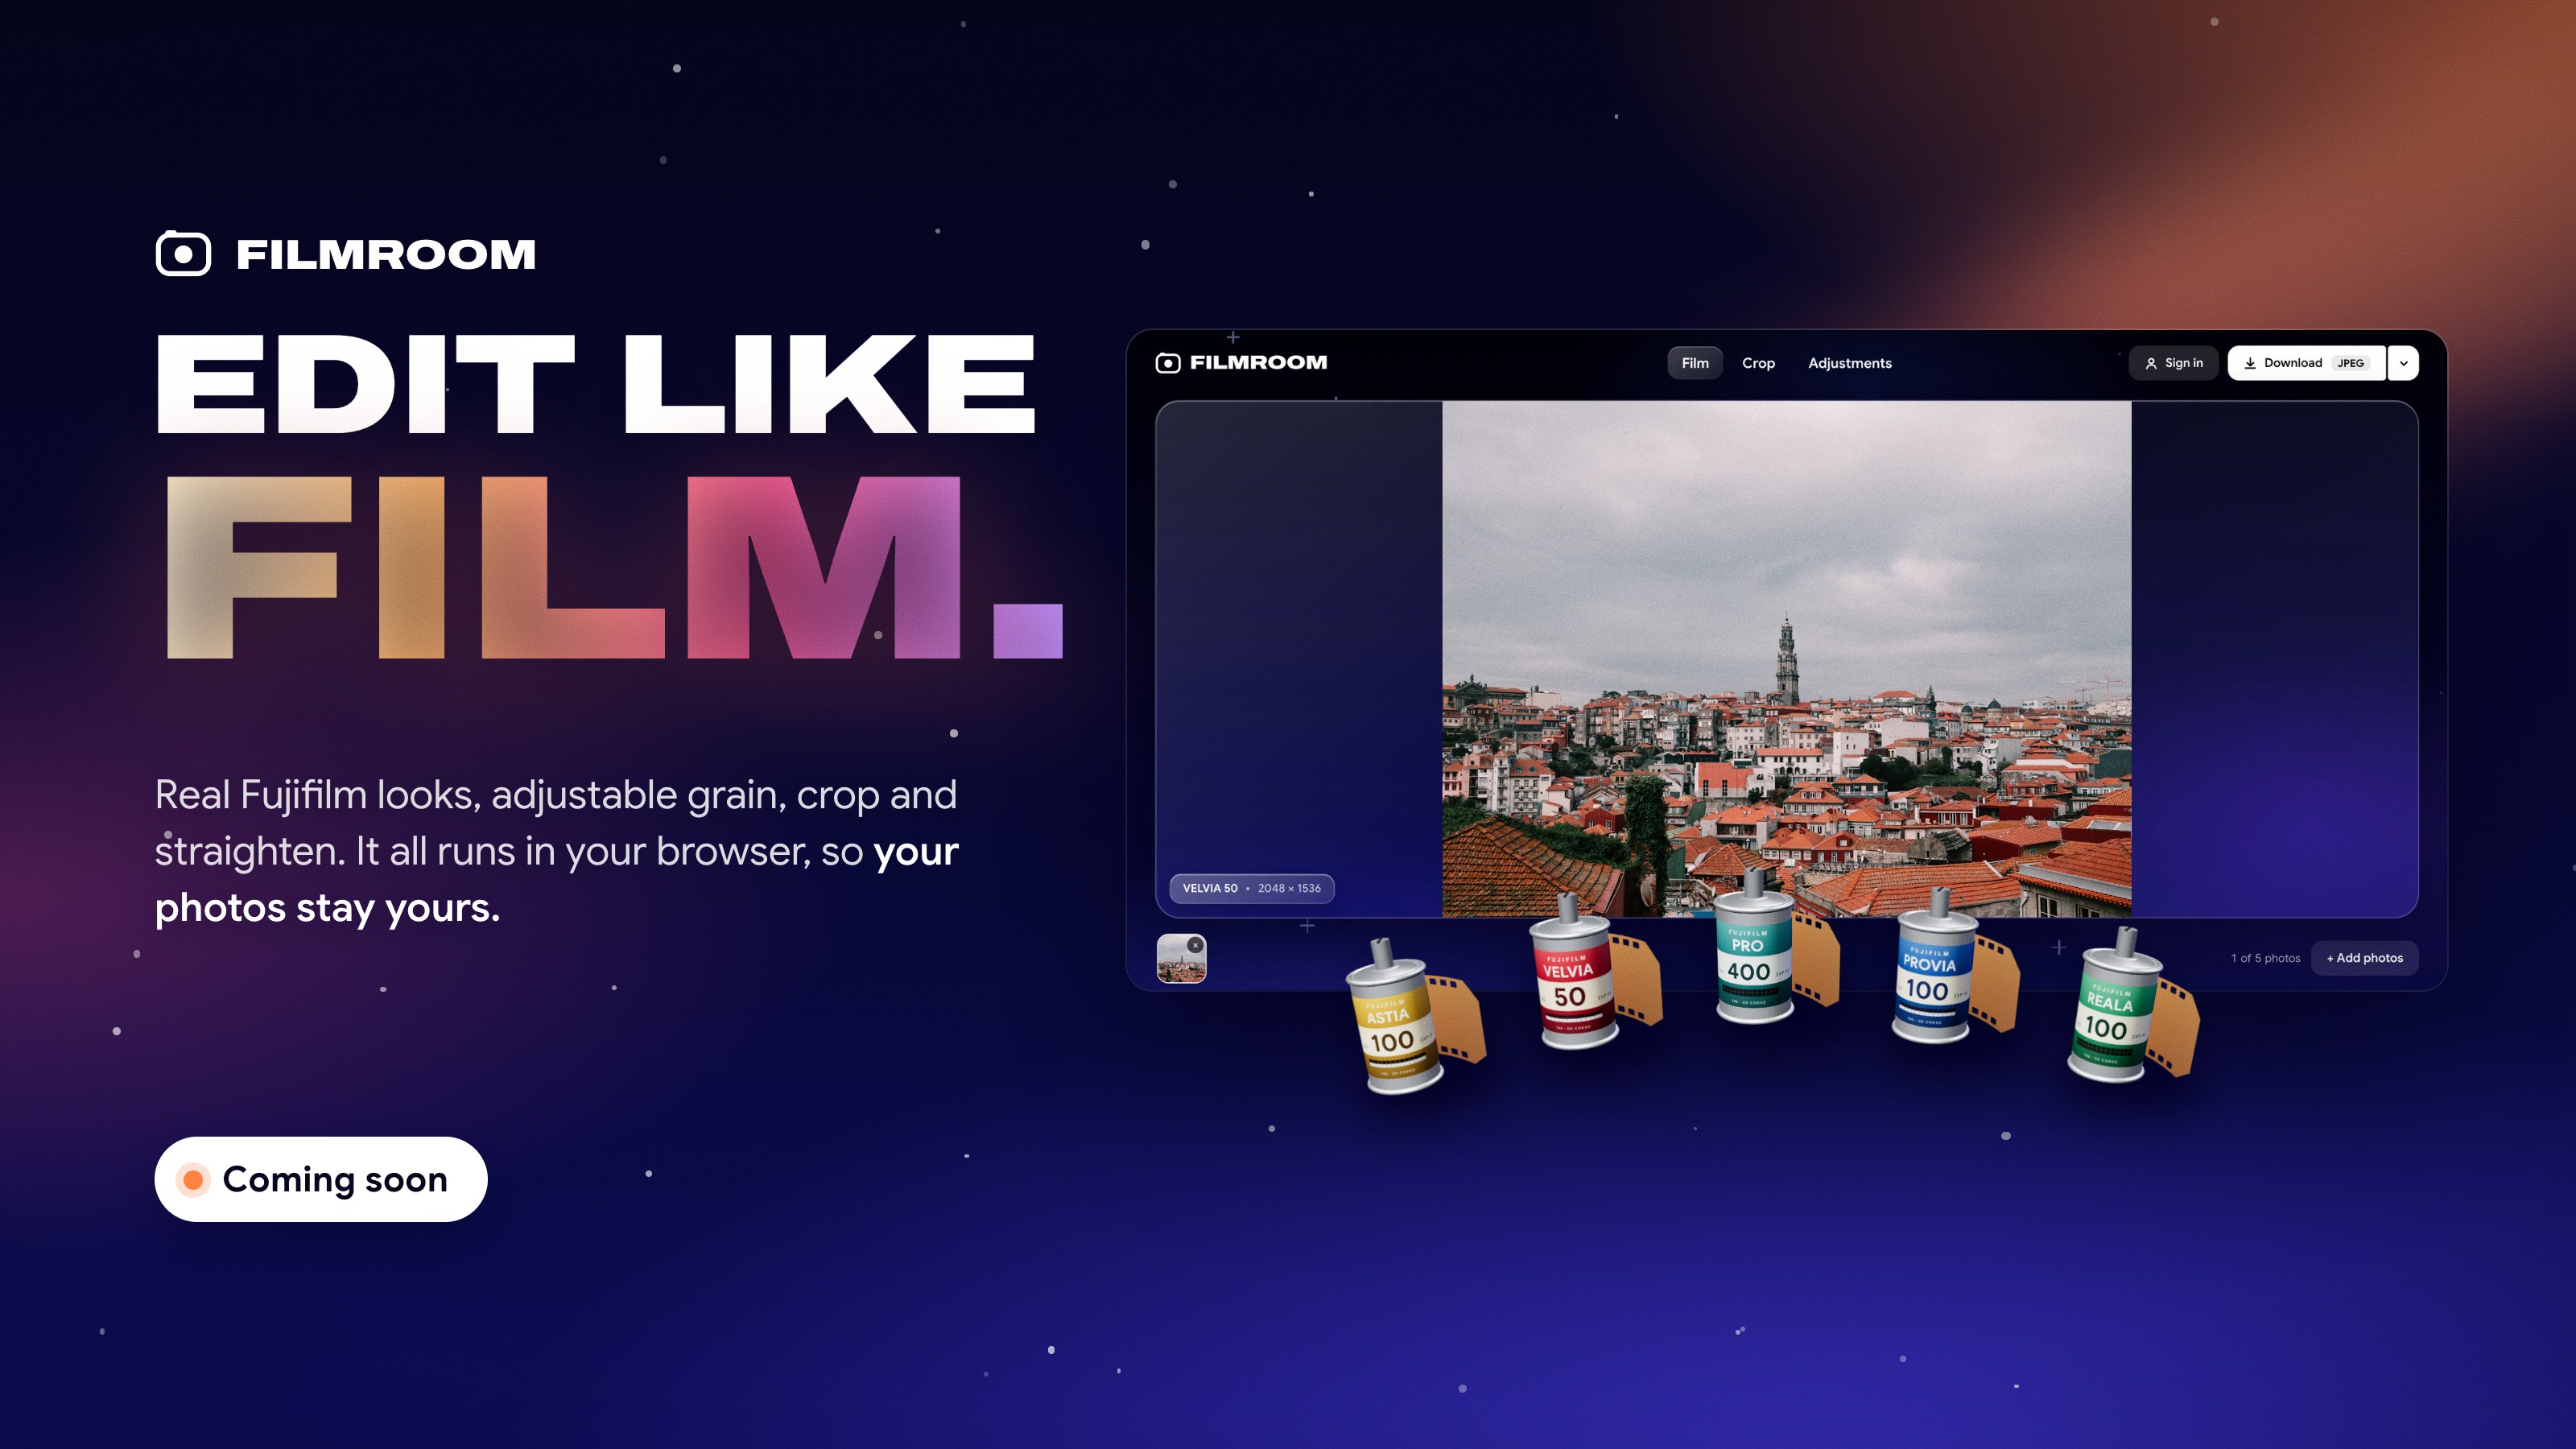 FILMROOM
EDIT LIKE
FILM.
Real Fujifilm looks, adjustable grain, crop and
straighten. It all runs in your browser, so your
photos stay yours.
Coming soon
FILMROOM
Film
Crop
Adjustments
Sign in
Download JPEG
VELVIA 50 • 2048 × 1536
1 of 5 photos
+ Add photos
FUJIFILM
ASTIA
100
FUJIFILM
VELVIA
50
FUJIFILM
PRO
400
FUJIFILM
PROVIA
100
FUJIFILM
REALA
100